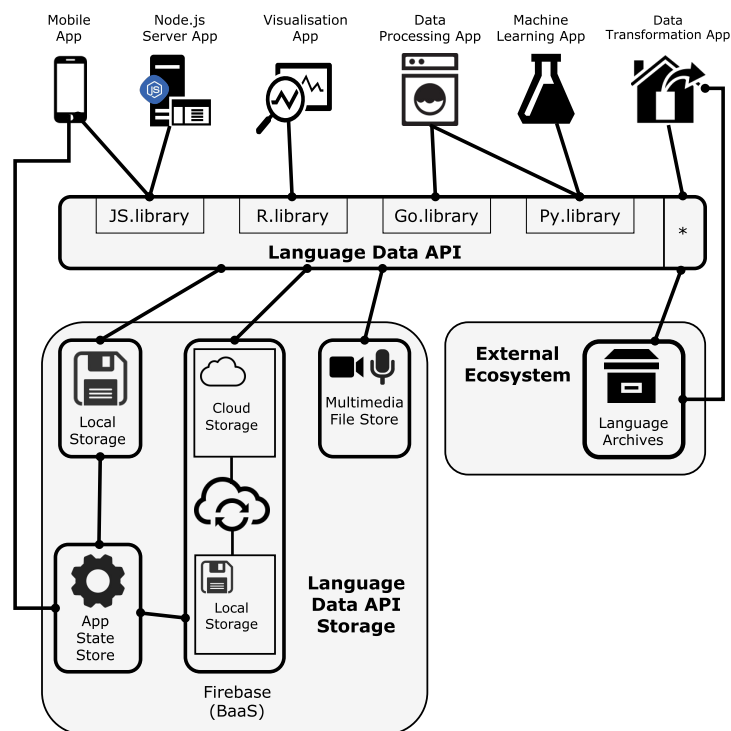 Mobile
App
Node.js
Server App
Visualisation
App
Data
Processing App
Machine
Learning App
Data
Transformation App
JS
JS.library
R.library
Go.library
Py.library
*
Language Data API
Local
Storage
Cloud
Storage
Multimedia
File Store
External
Ecosystem
Language
Archives
App
State
Store
Local
Storage
Language
Data API
Storage
Firebase
(BaaS)